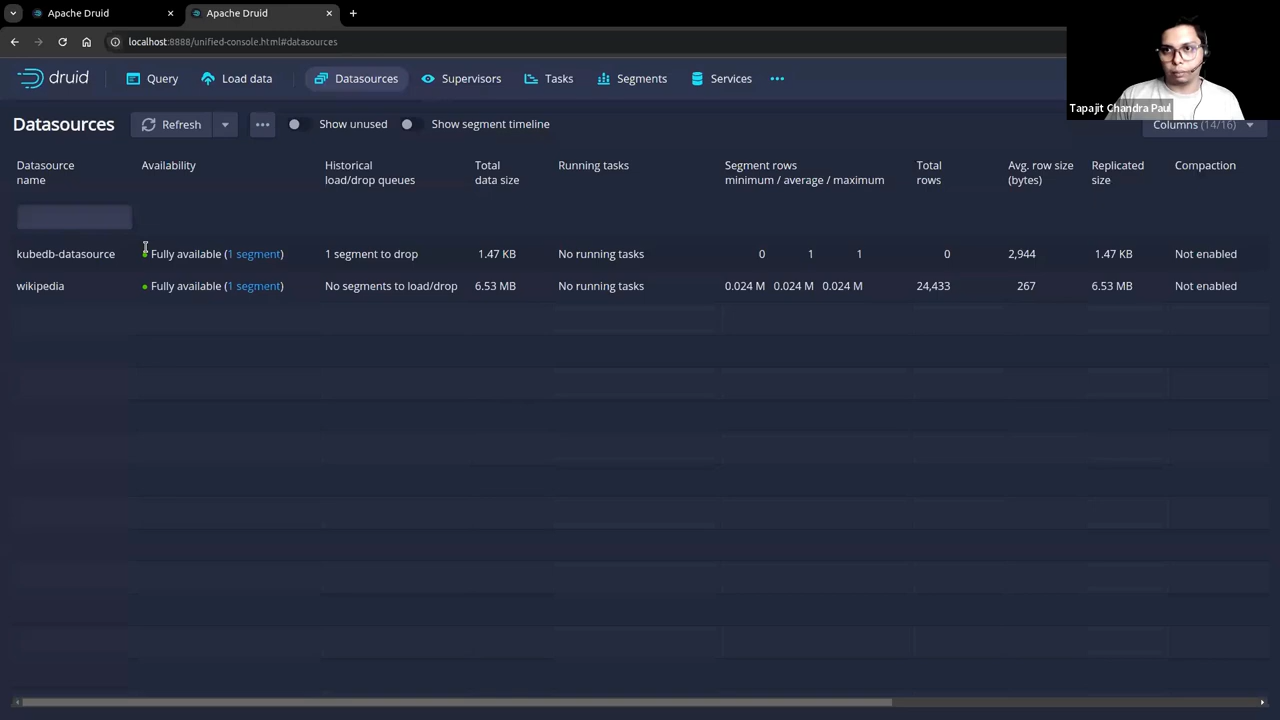 Apache Druid
Apache Druid
localhost:8888/unified-console.html#datasources
druid
Query
Load data
Datasources
Supervisors
Tasks
Segments
Services
Tapajit Chandra Paul
Datasources
Refresh
Show unused
Show segment timeline
Columns (14/16)
Datasource name
Availability
Historical load/drop queues
Total data size
Running tasks
Segment rows minimum / average / maximum
Total rows
Avg. row size (bytes)
Replicated size
Compaction
kubedb-datasource Fully available (1 segment) 1 segment to drop 1.47 KB No running tasks 0 1 1 0 2,944 1.47 KB Not enabled
wikipedia Fully available (1 segment) No segments to load/drop 6.53 MB No running tasks 0.024 M 0.024 M 0.024 M 24,433 267 6.53 MB Not enabled